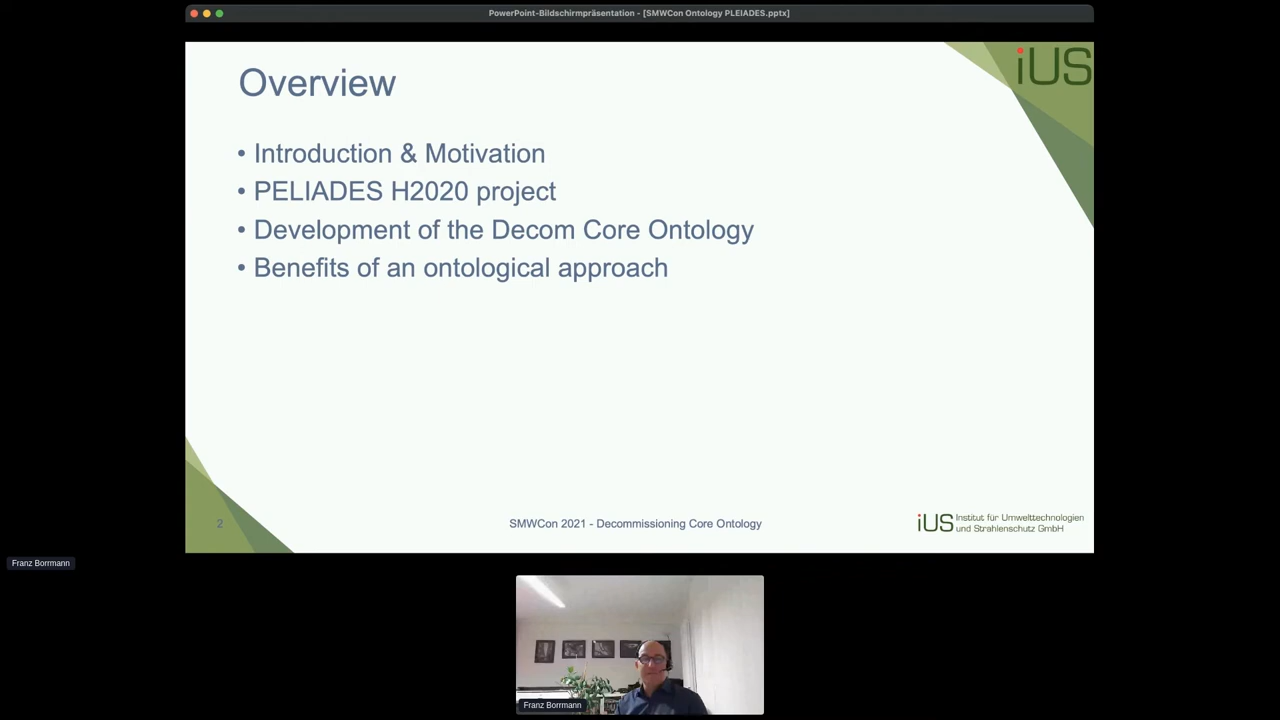 PowerPoint-Bildschirmpräsentation - [SMWCon Ontology PLEIADES.pptx]
iUS
Overview
• Introduction & Motivation
• PELIADES H2020 project
• Development of the Decom Core Ontology
• Benefits of an ontological approach
2
SMWCon 2021 - Decommissioning Core Ontology
iUS Institut für Umwelttechnologien
und Strahlenschutz GmbH
Franz Borrmann
Franz Borrmann